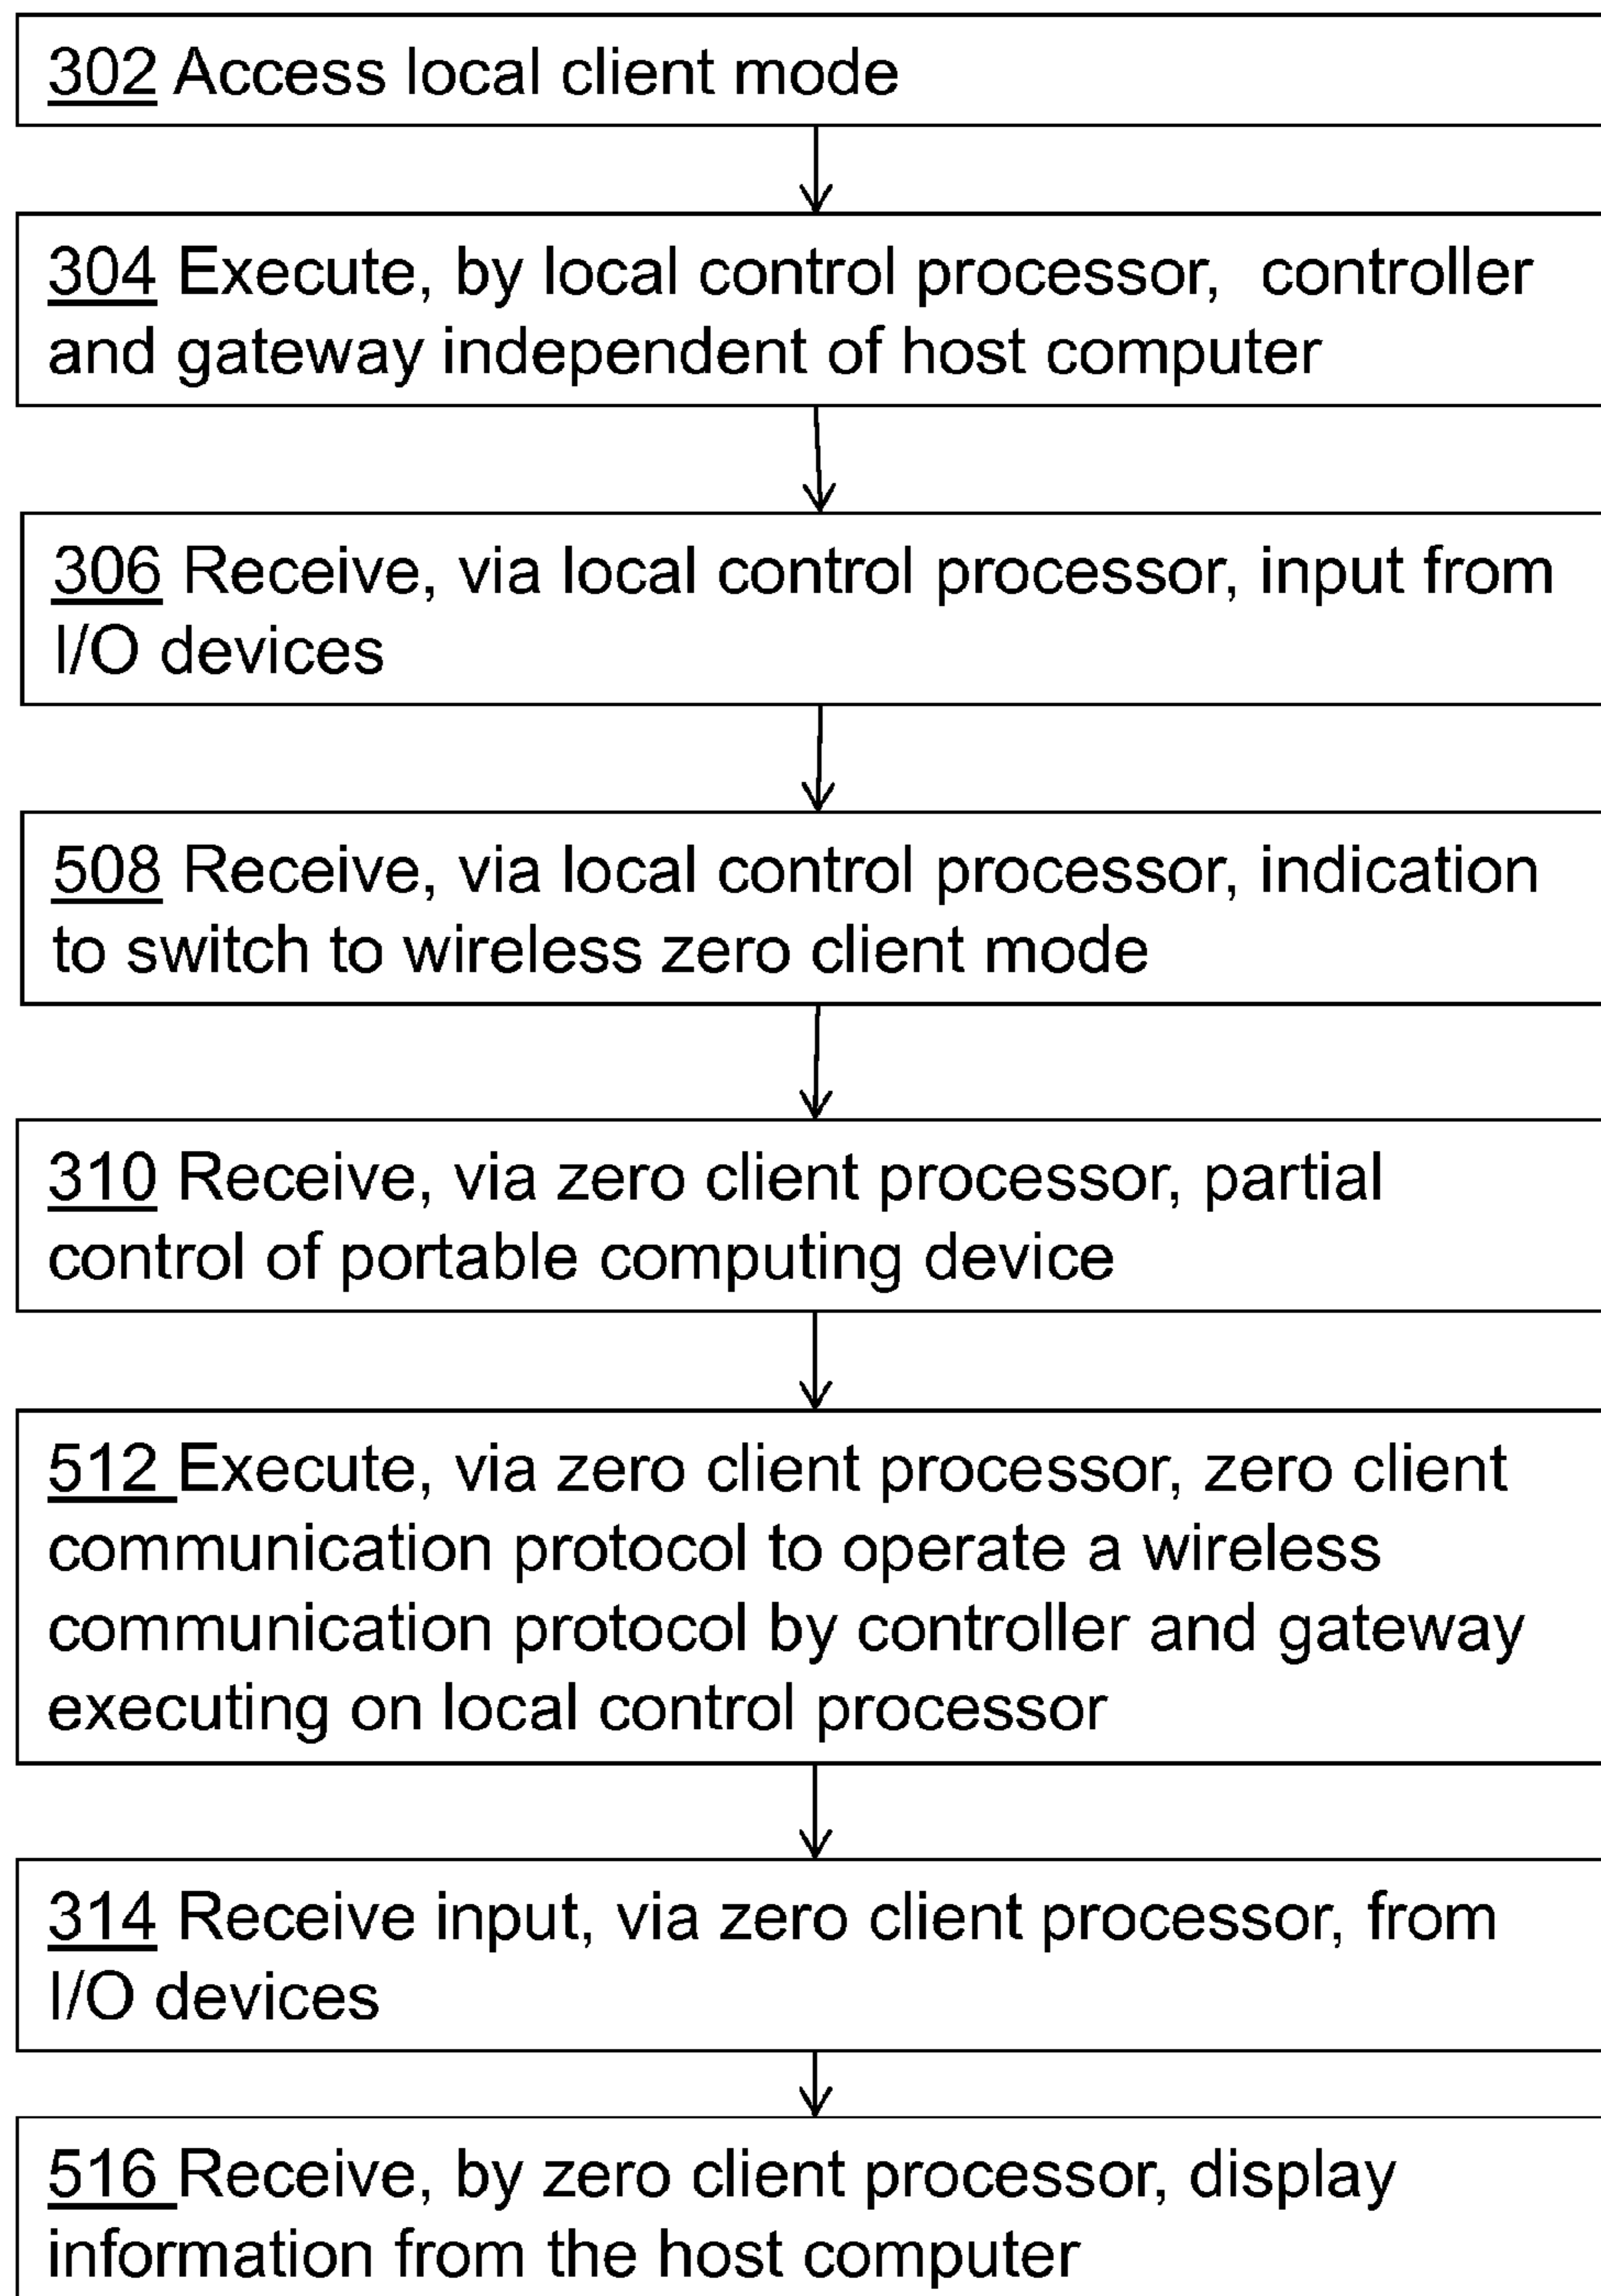 302 Access local client mode
304 Execute, by local control processor, controller
and gateway independent of host computer
306 Receive, via local control processor, input from
I/O devices
508 Receive, via local control processor, indication
to switch to wireless zero client mode
310 Receive, via zero client processor, partial
control of portable computing device
512 Execute, via zero client processor, zero client
communication protocol to operate a wireless
communication protocol by controller and gateway
executing on local control processor
314 Receive input, via zero client processor, from
I/O devices
516 Receive, by zero client processor, display
information from the host computer